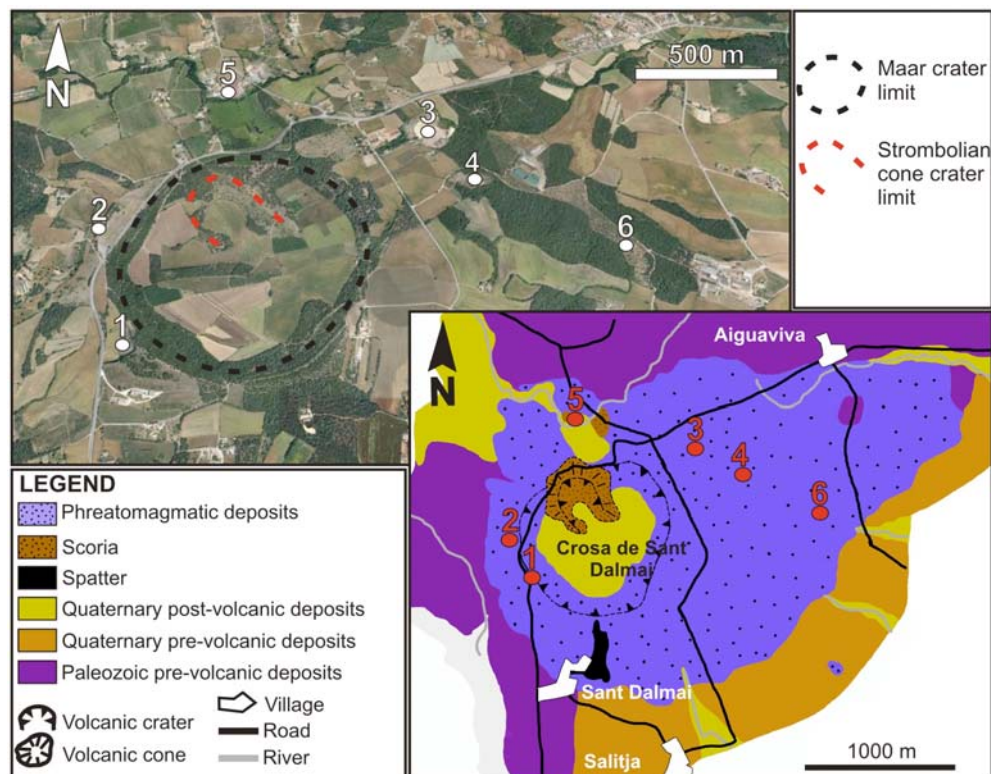 N
500 m
5
3
4
2
6
1
Maar crater
limit
Strombolian
cone crater
limit
LEGEND
Phreatomagmatic deposits
Scoria
Spatter
Quaternary post-volcanic deposits
Quaternary pre-volcanic deposits
Paleozoic pre-volcanic deposits
Volcanic crater
Volcanic cone
Village
Road
River
N
Aiguaviva
5
3
4
6
2
1
Crosa de Sant
Dalmai
Sant Dalmai
Salitja
1000 m